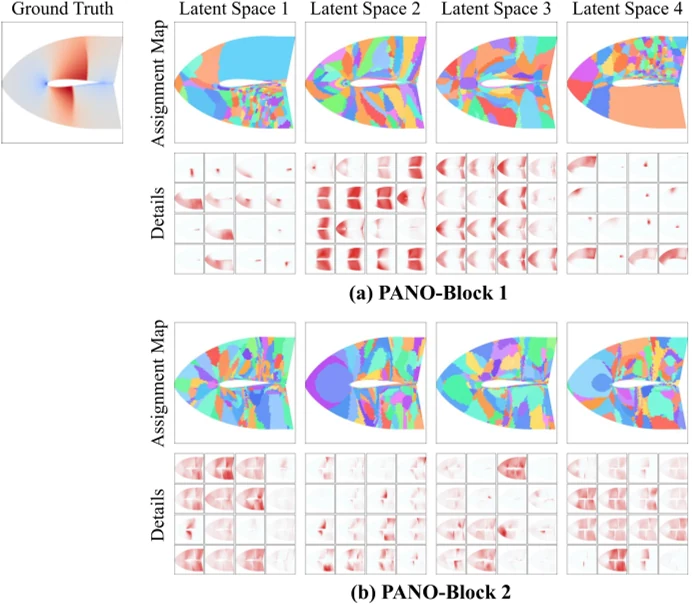 Ground Truth
Latent Space 1
Latent Space 2
Latent Space 3
Latent Space 4
Assignment Map
Details
(a) PANO-Block 1
Assignment Map
Details
(b) PANO-Block 2